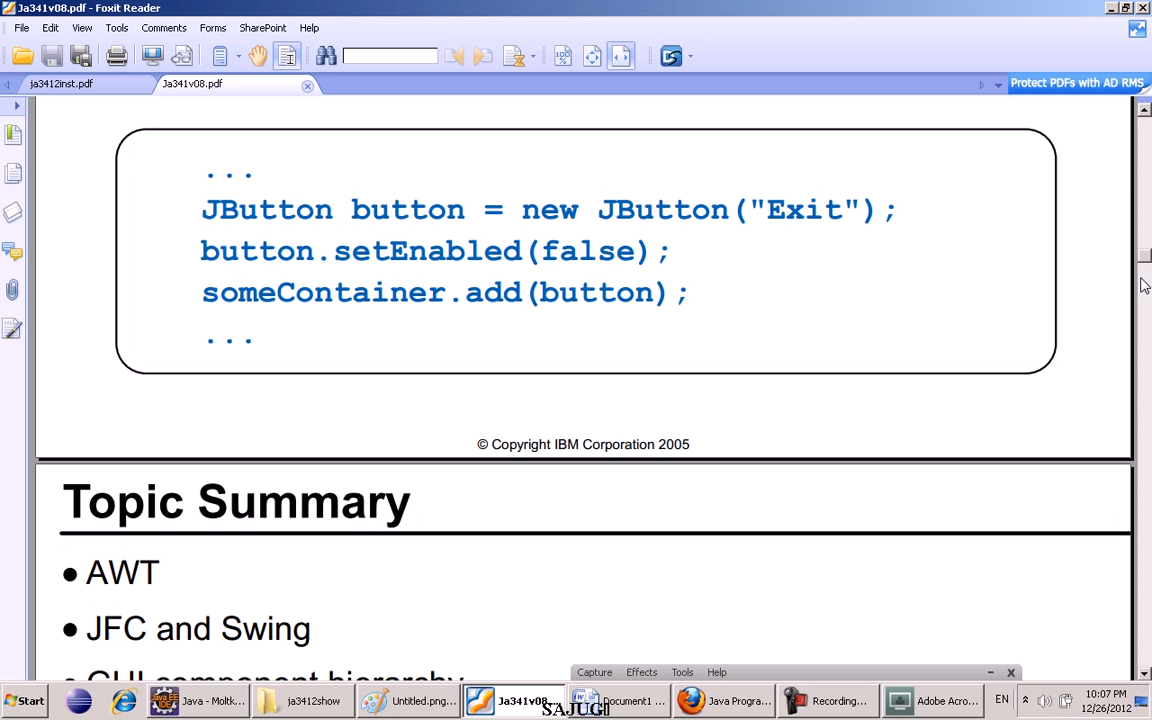 Ja341v08.pdf - Foxit Reader
File Edit View Tools Comments Forms SharePoint Help
ja3412inst.pdf Ja341v08.pdf Protect PDFs with AD RMS
...
JButton button = new JButton("Exit");
button.setEnabled(false);
someContainer.add(button);
...
© Copyright IBM Corporation 2005
Topic Summary
● AWT
● JFC and Swing
● GUI component hierarchy
Capture Effects Tools Help
Start Java - Moltk... ja3412show Untitled.png... Ja341v08.... Document1 ... Java Progra... Recording... Adobe Acro... EN 10:07 PM
12/26/2012